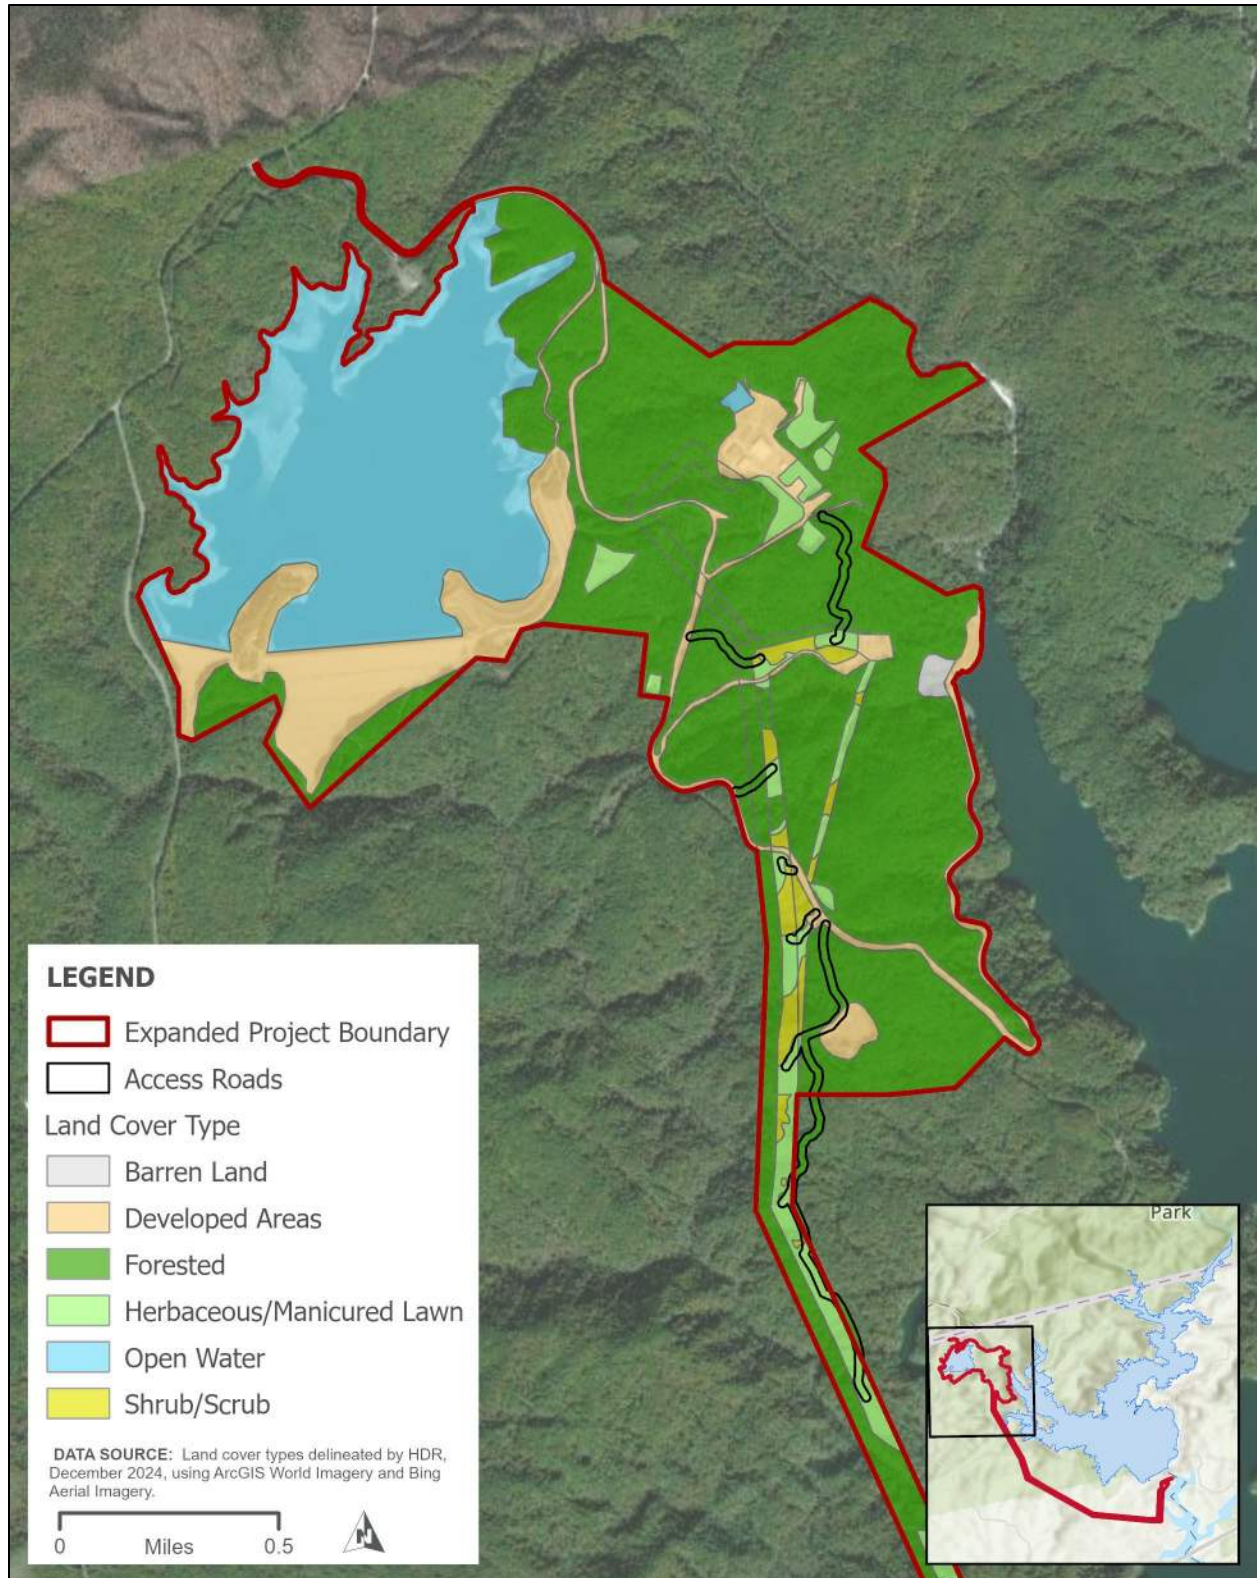 LEGEND
Expanded Project Boundary
Access Roads
Land Cover Type
Barren Land
Developed Areas
Forested
Herbaceous/Manicured Lawn
Open Water
Shrub/Scrub
DATA SOURCE: Land cover types delineated by HDR,
December 2024, using ArcGIS World Imagery and Bing
Aerial Imagery.
0 Miles 0.5
N
Park